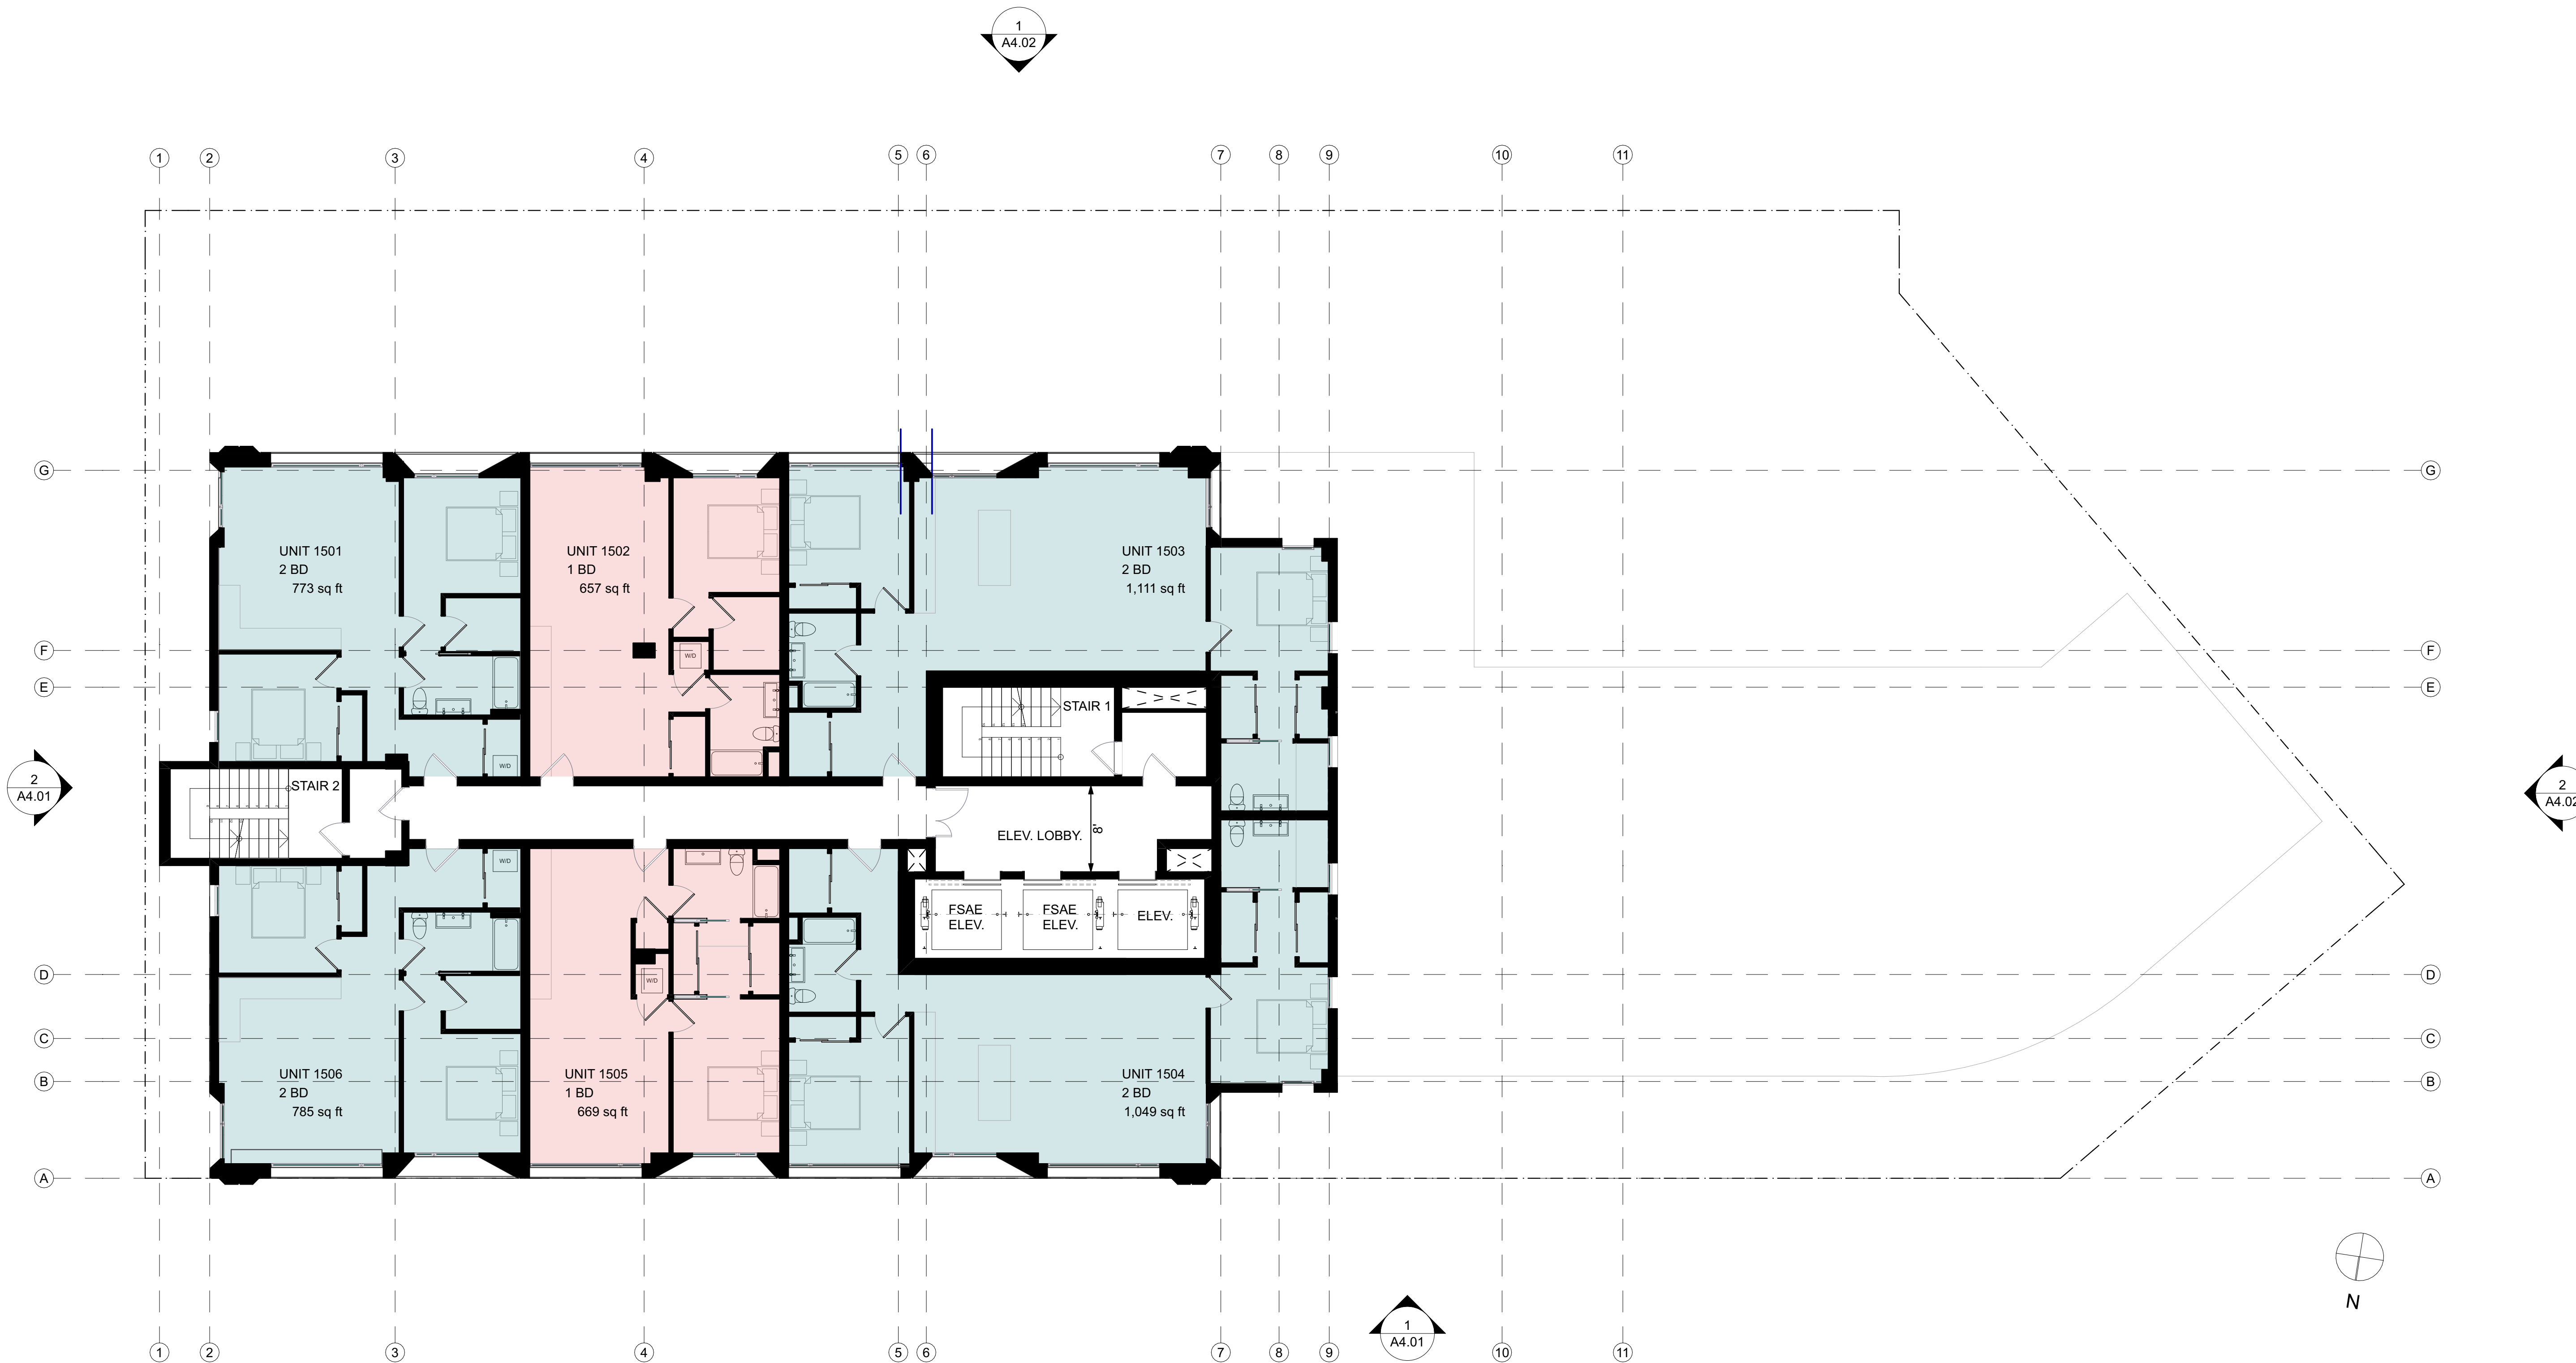 1
A4.02
1 2 3 4 5 6 7 8 9 10 11
G G
UNIT 1501
2 BD
773 sq ft
UNIT 1502
1 BD
657 sq ft
UNIT 1503
2 BD
1,111 sq ft
F F
W/D
E E
STAIR 1
W/D
2
A4.01
STAIR 2
2
A4.02
8'
ELEV. LOBBY.
W/D
FSAE
ELEV.
FSAE
ELEV.
ELEV.
D D
W/D
C C
UNIT 1506
2 BD
785 sq ft
UNIT 1505
1 BD
669 sq ft
UNIT 1504
2 BD
1,049 sq ft
B B
A A
N
1
A4.01
1 2 3 4 5 6 7 8 9 10 11